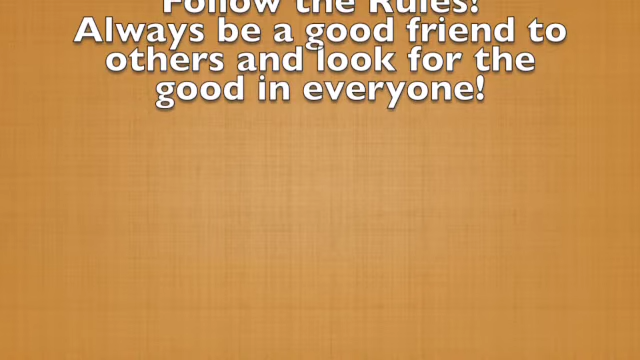 Follow the Rules!
Always be a good friend to
others and look for the
good in everyone!